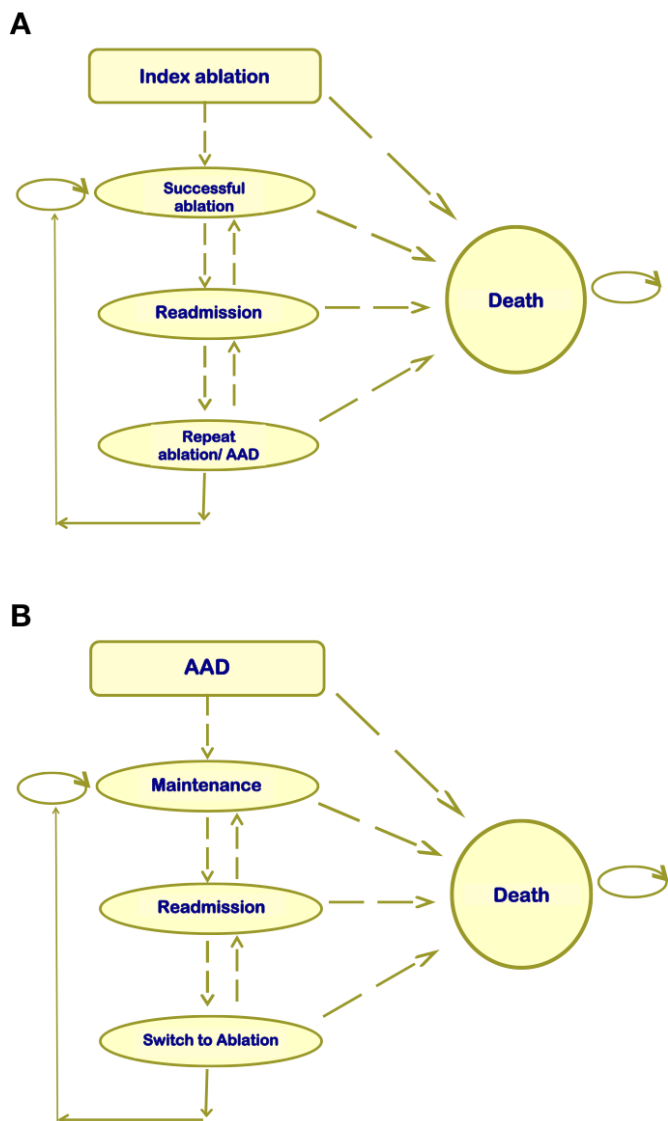 A
Index ablation
Successful
ablation
Readmission
Death
Repeat
ablation/ AAD
B
AAD
Maintenance
Readmission
Death
Switch to Ablation